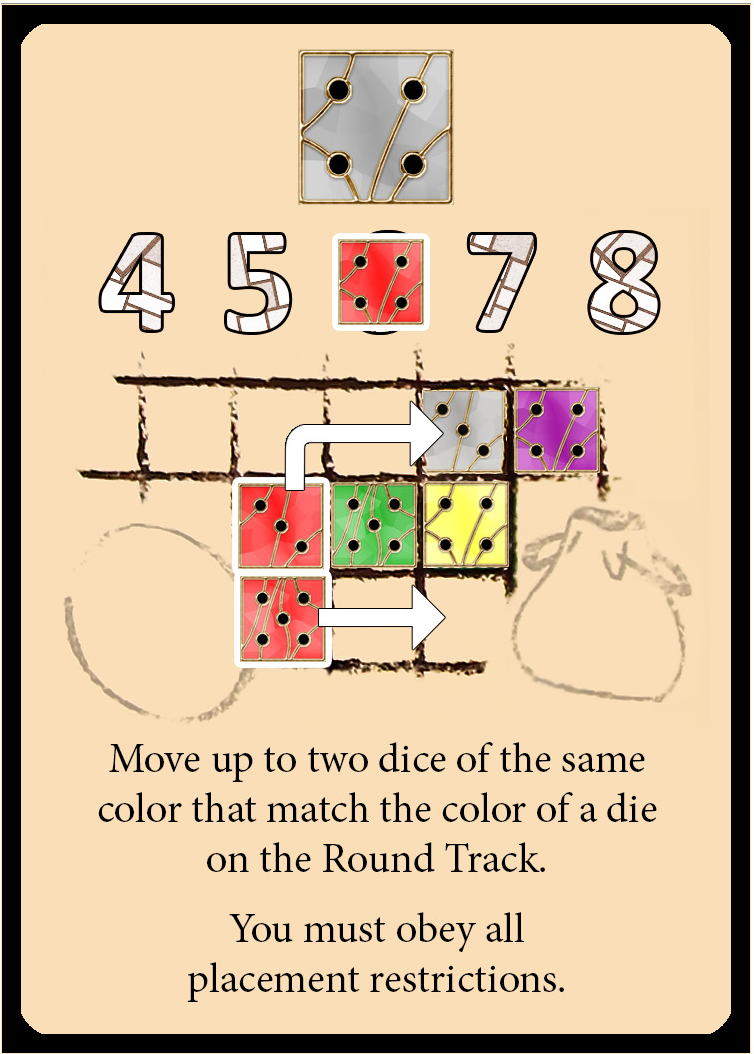 4 5 7 8
Move up to two dice of the same
color that match the color of a die
on the Round Track.
You must obey all
placement restrictions.